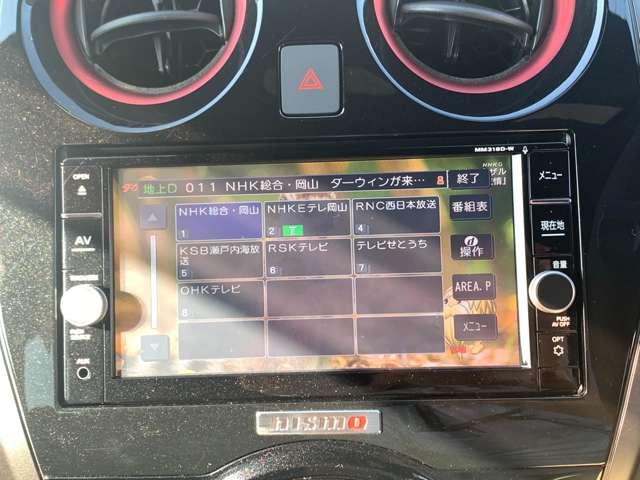 MM318D-W
OPEN
AV
AUX
メニュー
現在地
音量
PUSH
AV OFF
OPT
地上D 011 NHK総合・岡山 ダーウィンが来…
終了
NHKG
NHK総合・岡山
1
NHKEテレ岡山
2
RNC西日本放送
4
番組表
KSB瀬戸内海放送
5
RSKテレビ
6
テレビせとうち
7
d
操作
OHKテレビ
8
AREA.P
メニュー
nismo